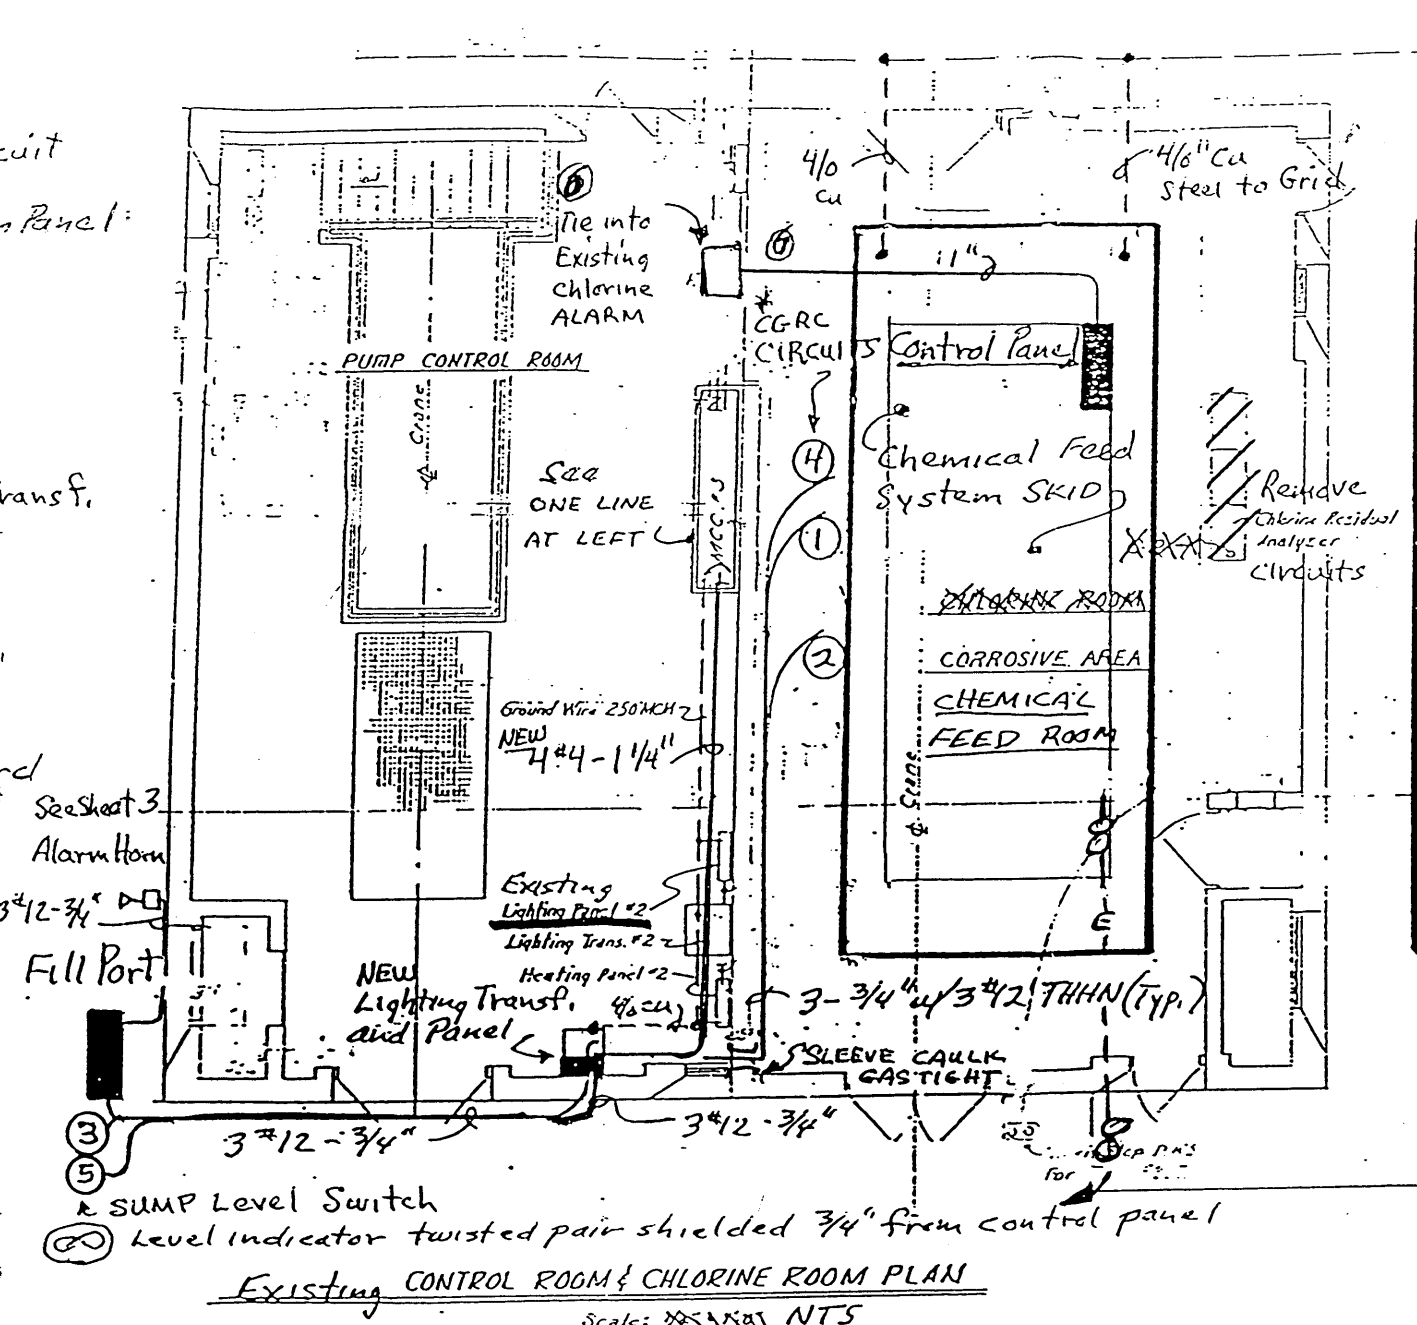 cuit
Panel:
4/0
Cu
4/0" Cu
Steel to Grid
Tie into
Existing
Chlorine
ALARM
1"
CGRC
CIRCUITS
Control Panel
PUMP CONTROL ROOM
Crane
4
Chemical Feed
System SKID
See
ONE LINE
AT LEFT
MCC
1
Remove
Chlorine Residual
Analyzer
Circuits
ransf.
CHLORINE ROOM
2
CORROSIVE AREA
CHEMICAL
FEED ROOM
Ground Wire 250 MCM
NEW
4#4-1 1/4"
Crane
rd
See Sheet 3
Alarm Horn
3#12-3/4"
Fill Port
Existing
Lighting Panel #2
Lighting Trans. #2
Heating Panel #2
E
NEW
Lighting Transf.
and Panel
4/0 cu
3-3/4" w/3#12 THHN (Typ.)
SLEEVE CAULK
GASTIGHT
3
3#12-3/4"
3#12-3/4"
5
For
SUMP Level Switch
Level indicator twisted pair shielded 3/4" from control panel
Existing CONTROL ROOM & CHLORINE ROOM PLAN
Scale: NTS